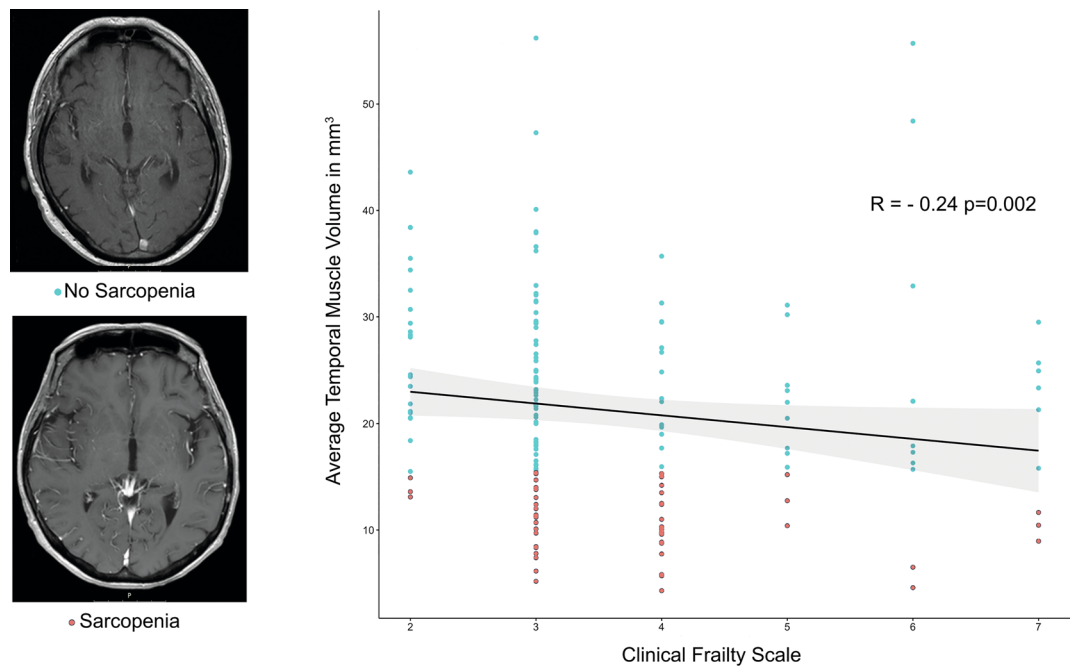 No Sarcopenia
P
Sarcopenia
Average Temporal Muscle Volume in mm³
50
40
30
20
10
R = - 0.24 p=0.002
2 3 4 5 6 7
Clinical Frailty Scale